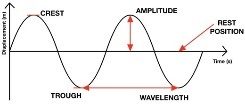 CREST
AMPLITUDE
REST
POSITION
Displacement (m)
Time (s)
TROUGH
WAVELENGTH